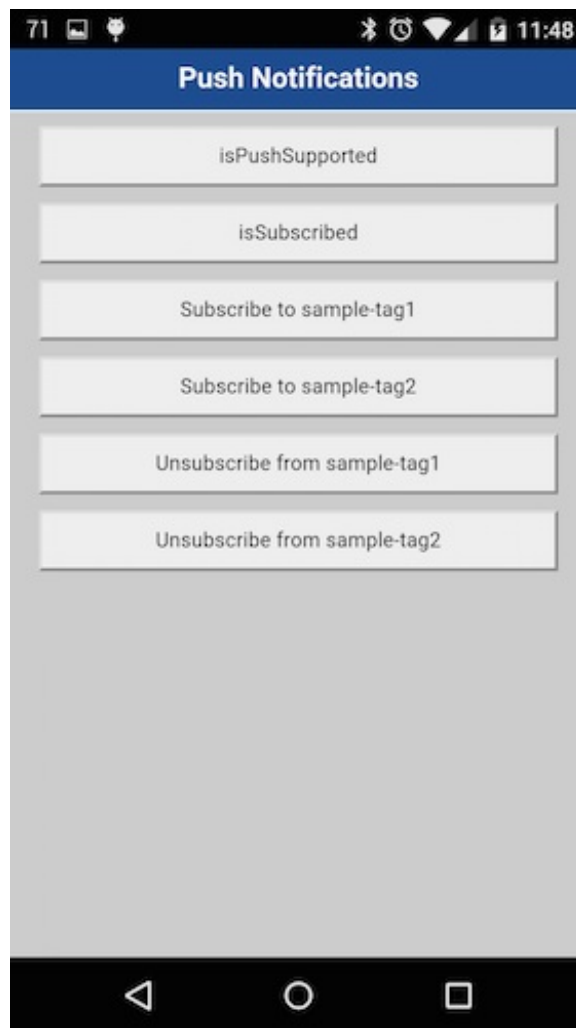 71 11:48
Push Notifications
isPushSupported
isSubscribed
Subscribe to sample-tag1
Subscribe to sample-tag2
Unsubscribe from sample-tag1
Unsubscribe from sample-tag2